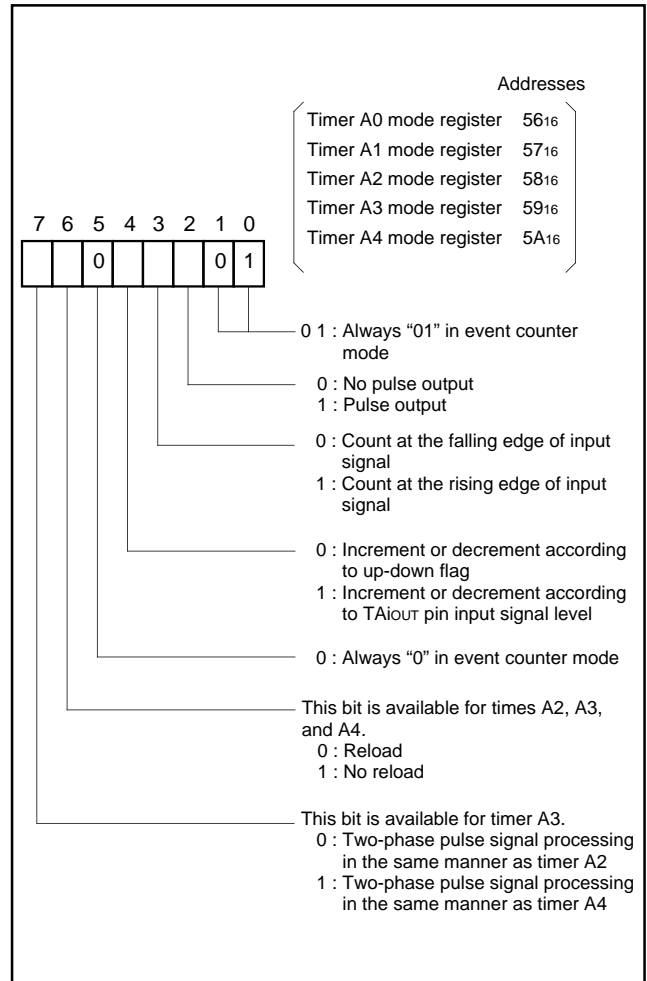 Addresses
Timer A0 mode register 5616
Timer A1 mode register 5716
Timer A2 mode register 5816
Timer A3 mode register 5916
Timer A4 mode register 5A16
7 6 5 4 3 2 1 0
0 0 1
0 1 : Always “01” in event counter
mode
0 : No pulse output
1 : Pulse output
0 : Count at the falling edge of input
signal
1 : Count at the rising edge of input
signal
0 : Increment or decrement according
to up-down flag
1 : Increment or decrement according
to TAiOUT pin input signal level
0 : Always “0” in event counter mode
This bit is available for times A2, A3,
and A4.
0 : Reload
1 : No reload
This bit is available for timer A3.
0 : Two-phase pulse signal processing
in the same manner as timer A2
1 : Two-phase pulse signal processing
in the same manner as timer A4